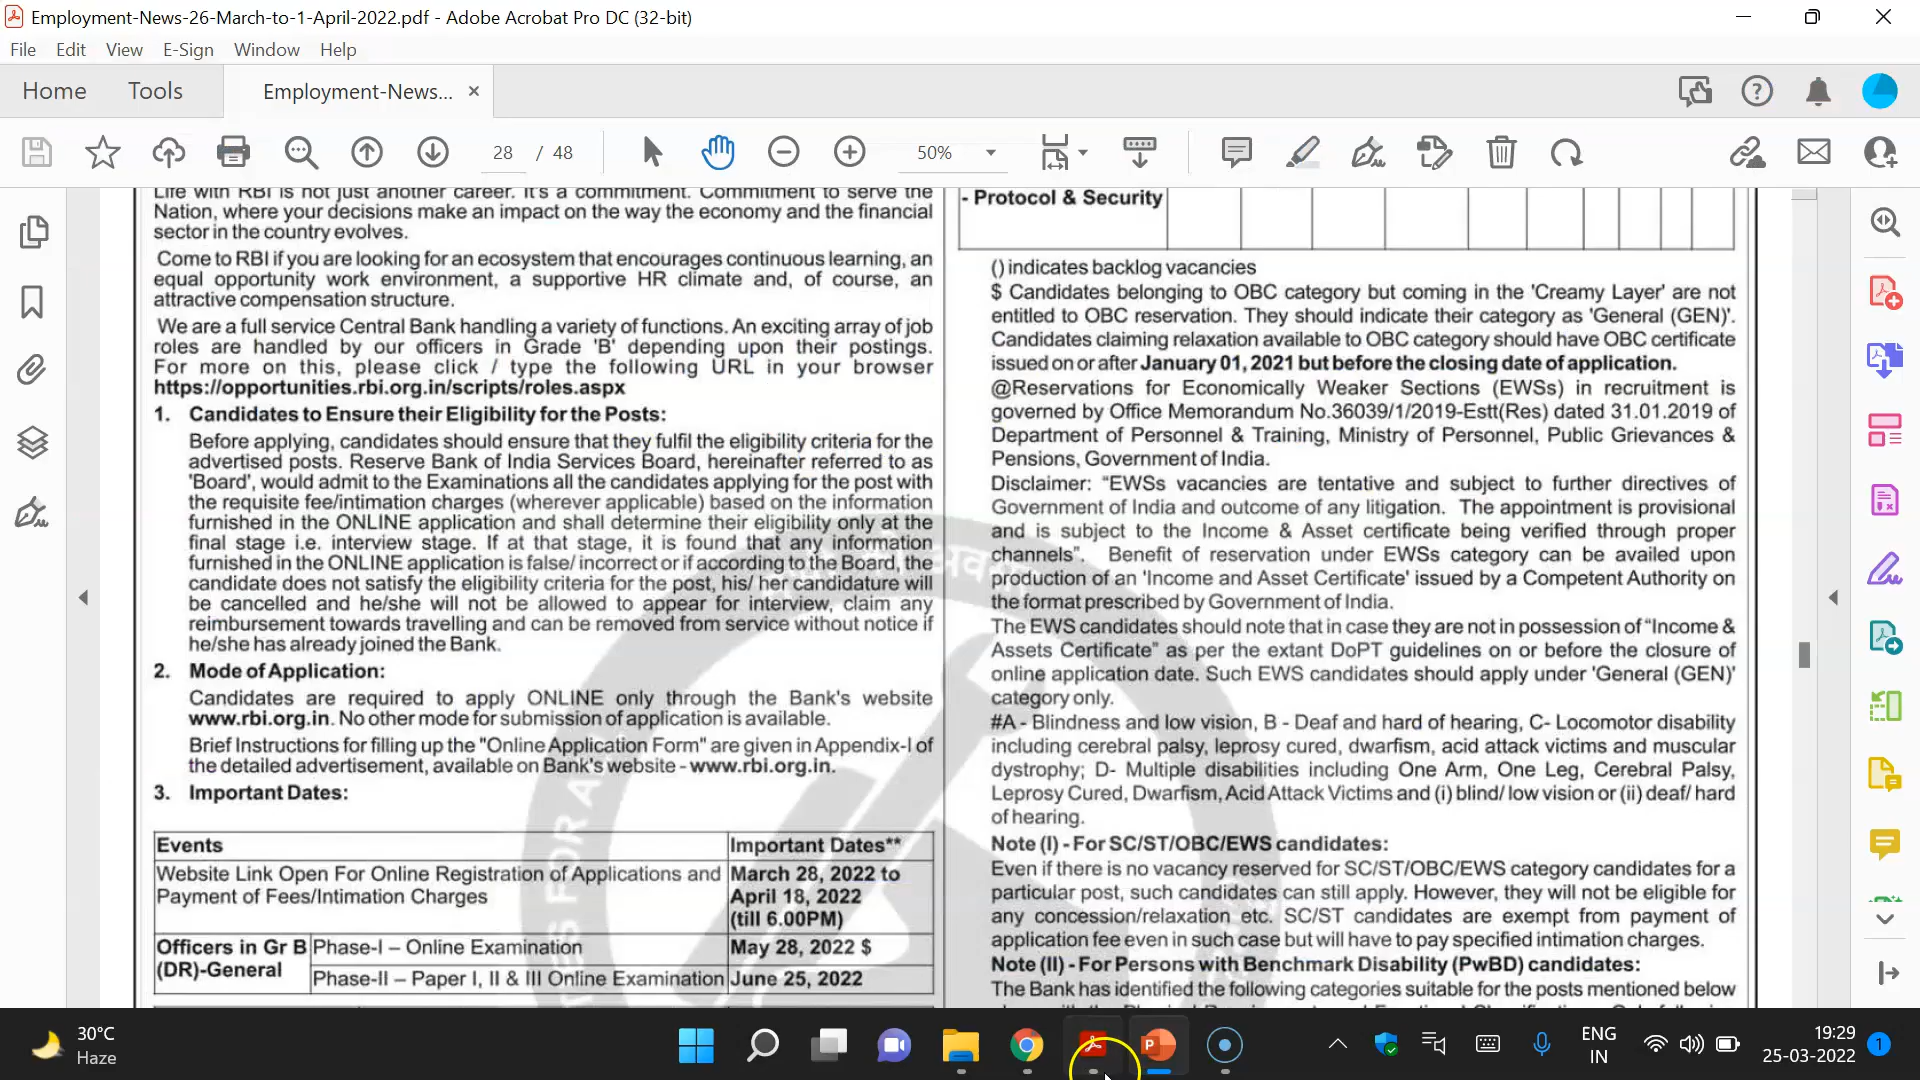 Employment-News-26-March-to-1-April-2022.pdf - Adobe Acrobat Pro DC (32-bit)
File Edit View E-Sign Window Help
Home Tools Employment-News... ×
28 / 48 50%
Life with RBI is not just another career. It's a commitment. Commitment to serve the
Nation, where your decisions make an impact on the way the economy and the financial
sector in the country evolves.
Come to RBI if you are looking for an ecosystem that encourages continuous learning, an
equal opportunity work environment, a supportive HR climate and, of course, an
attractive compensation structure.
We are a full service Central Bank handling a variety of functions. An exciting array of job
roles are handled by our officers in Grade 'B' depending upon their postings.
For more on this, please click / type the following URL in your browser
https://opportunities.rbi.org.in/scripts/roles.aspx
1. Candidates to Ensure their Eligibility for the Posts:
Before applying, candidates should ensure that they fulfil the eligibility criteria for the
advertised posts. Reserve Bank of India Services Board, hereinafter referred to as
'Board', would admit to the Examinations all the candidates applying for the post with
the requisite fee/intimation charges (wherever applicable) based on the information
furnished in the ONLINE application and shall determine their eligibility only at the
final stage i.e. interview stage. If at that stage, it is found that any information
furnished in the ONLINE application is false/ incorrect or if according to the Board, the
candidate does not satisfy the eligibility criteria for the post, his/ her candidature will
be cancelled and he/she will not be allowed to appear for interview, claim any
reimbursement towards travelling and can be removed from service without notice if
he/she has already joined the Bank.
2. Mode of Application:
Candidates are required to apply ONLINE only through the Bank's website
www.rbi.org.in. No other mode for submission of application is available.
Brief Instructions for filling up the "Online Application Form" are given in Appendix-I of
the detailed advertisement, available on Bank's website - www.rbi.org.in.
3. Important Dates:
Events Important Dates**
Website Link Open For Online Registration of Applications and March 28, 2022 to
Payment of Fees/Intimation Charges April 18, 2022
(till 6.00PM)
Officers in Gr B Phase-I – Online Examination May 28, 2022 $
(DR)-General Phase-II – Paper I, II & III Online Examination June 25, 2022
- Protocol & Security
() indicates backlog vacancies
$ Candidates belonging to OBC category but coming in the 'Creamy Layer' are not
entitled to OBC reservation. They should indicate their category as 'General (GEN)'.
Candidates claiming relaxation available to OBC category should have OBC certificate
issued on or after January 01, 2021 but before the closing date of application.
@Reservations for Economically Weaker Sections (EWSs) in recruitment is
governed by Office Memorandum No.36039/1/2019-Estt(Res) dated 31.01.2019 of
Department of Personnel & Training, Ministry of Personnel, Public Grievances &
Pensions, Government of India.
Disclaimer: "EWSs vacancies are tentative and subject to further directives of
Government of India and outcome of any litigation. The appointment is provisional
and is subject to the Income & Asset certificate being verified through proper
channels". Benefit of reservation under EWSs category can be availed upon
production of an 'Income and Asset Certificate' issued by a Competent Authority on
the format prescribed by Government of India.
The EWS candidates should note that in case they are not in possession of "Income &
Assets Certificate" as per the extant DoPT guidelines on or before the closure of
online application date. Such EWS candidates should apply under 'General (GEN)'
category only.
#A - Blindness and low vision, B - Deaf and hard of hearing, C- Locomotor disability
including cerebral palsy, leprosy cured, dwarfism, acid attack victims and muscular
dystrophy; D- Multiple disabilities including One Arm, One Leg, Cerebral Palsy,
Leprosy Cured, Dwarfism, Acid Attack Victims and (i) blind/ low vision or (ii) deaf/ hard
of hearing.
Note (I) - For SC/ST/OBC/EWS candidates:
Even if there is no vacancy reserved for SC/ST/OBC/EWS category candidates for a
particular post, such candidates can still apply. However, they will not be eligible for
any concession/relaxation etc. SC/ST candidates are exempt from payment of
application fee even in such case but will have to pay specified intimation charges.
Note (II) - For Persons with Benchmark Disability (PwBD) candidates:
The Bank has identified the following categories suitable for the posts mentioned below
30°C
Haze
ENG
IN
19:29
25-03-2022
1